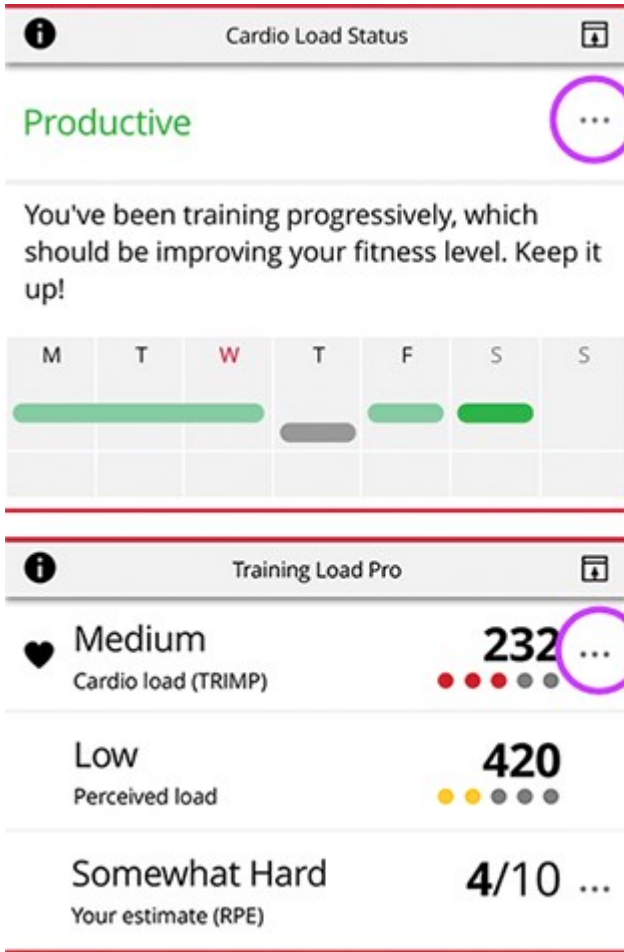 Cardio Load Status
Productive
...
You've been training progressively, which
should be improving your fitness level. Keep it
up!
M T W T F S S
Training Load Pro
Medium 232 ...
Cardio load (TRIMP)
Low 420
Perceived load
Somewhat Hard 4/10 ...
Your estimate (RPE)